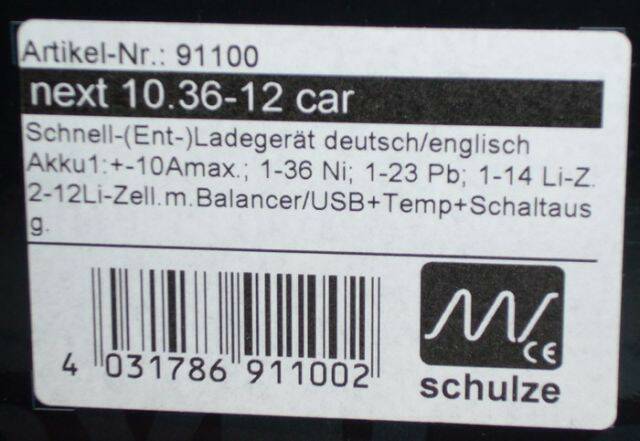 Artikel-Nr.: 91100
next 10.36-12 car
Schnell-(Ent-)Ladegerät deutsch/englisch
Akku1:+-10Amax.; 1-36 Ni; 1-23 Pb; 1-14 Li-Z.
2-12Li-Zell.m.Balancer/USB+Temp+Schaltaus
g.
4 031786 911002
CE
schulze